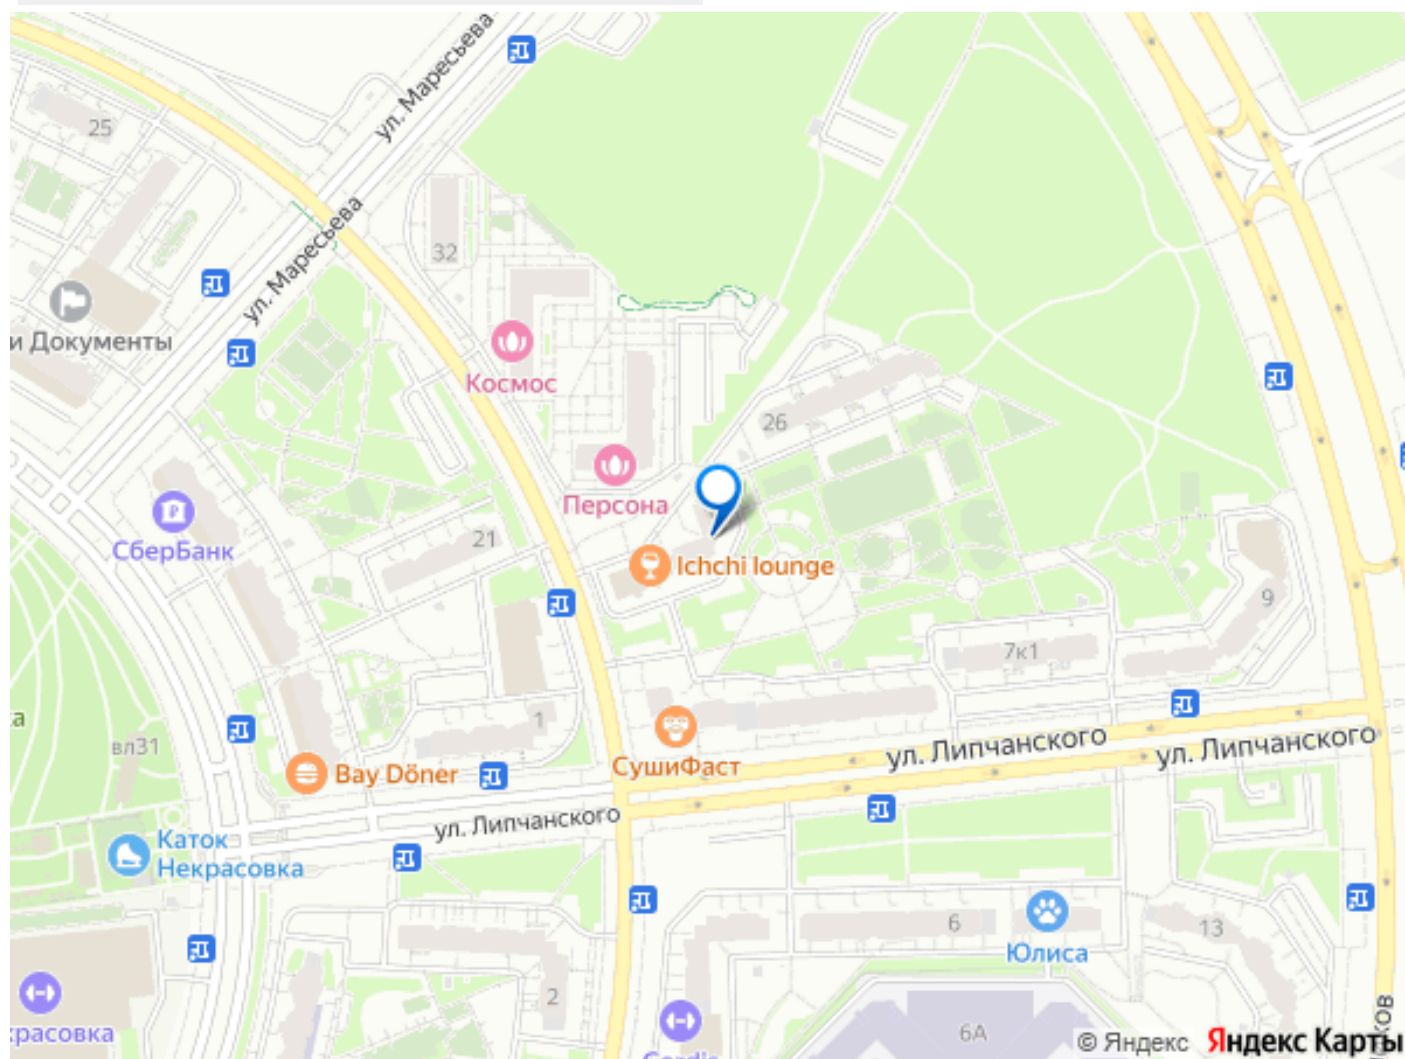 ул. Маресьева
25
ул. Маресьева
32
и Документы
Космос
26
Персона
СберБанк
21
Ichchi lounge
9
7к1
1
вл31
Bay Döner
СушиФаст
ул. Липчанского
ул. Липчанского
ул. Липчанского
Каток
Некрасовка
6
13
Юлиса
2
красовка
6А
© Яндекс Яндекс Карты